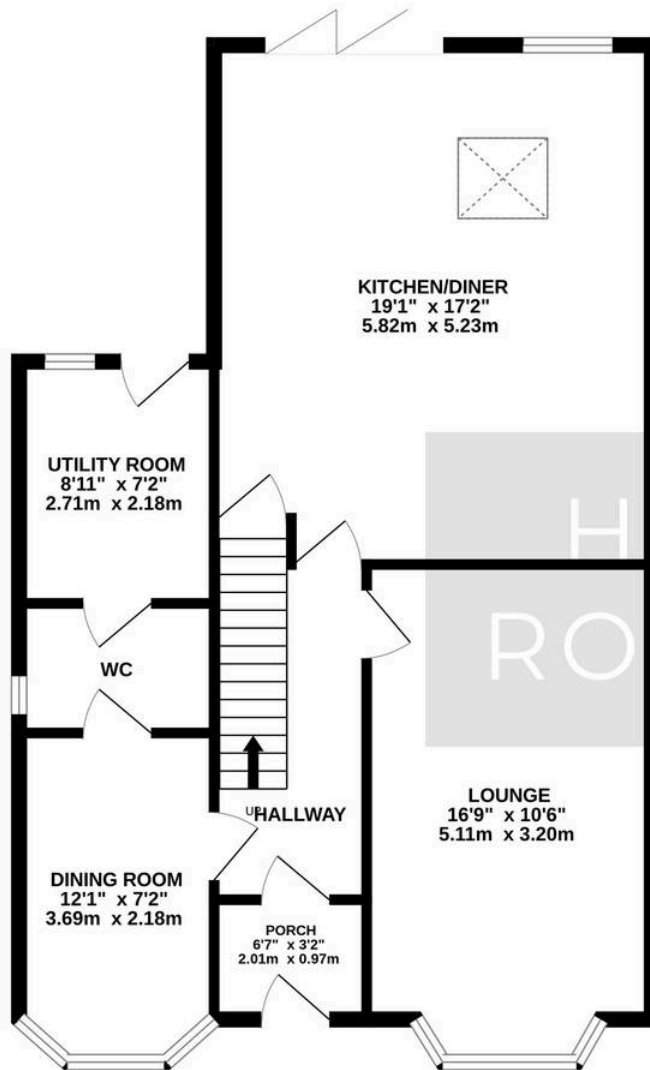 KITCHEN/DINER
19'1" x 17'2"
5.82m x 5.23m
UTILITY ROOM
8'11" x 7'2"
2.71m x 2.18m
H
RO
WC
LOUNGE
16'9" x 10'6"
5.11m x 3.20m
UP
HALLWAY
DINING ROOM
12'1" x 7'2"
3.69m x 2.18m
PORCH
6'7" x 3'2"
2.01m x 0.97m